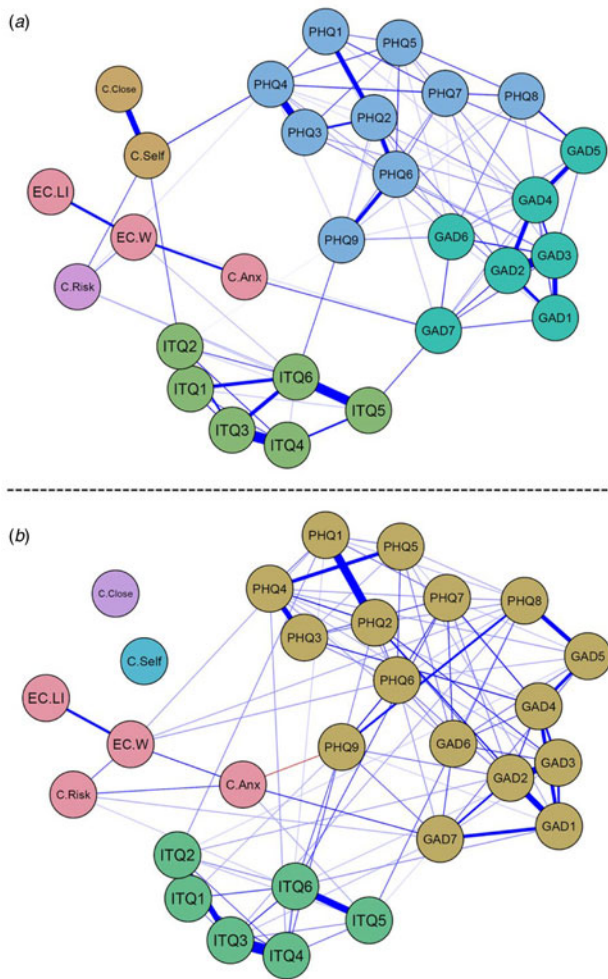 (a)
PHQ1
PHQ5
C.Close
PHQ4
PHQ7
PHQ8
PHQ3
PHQ2
C.Self
GAD5
PHQ6
EC.LI
GAD4
EC.W
PHQ9
GAD6
GAD3
GAD2
C.Anx
C.Risk
GAD7
GAD1
ITQ2
ITQ1
ITQ6
ITQ5
ITQ3
ITQ4
(b)
PHQ1
PHQ5
C.Close
PHQ4
PHQ7
PHQ8
PHQ3
PHQ2
C.Self
GAD5
PHQ6
EC.LI
GAD4
EC.W
PHQ9
GAD6
GAD3
GAD2
C.Anx
C.Risk
GAD7
GAD1
ITQ2
ITQ1
ITQ6
ITQ5
ITQ3
ITQ4